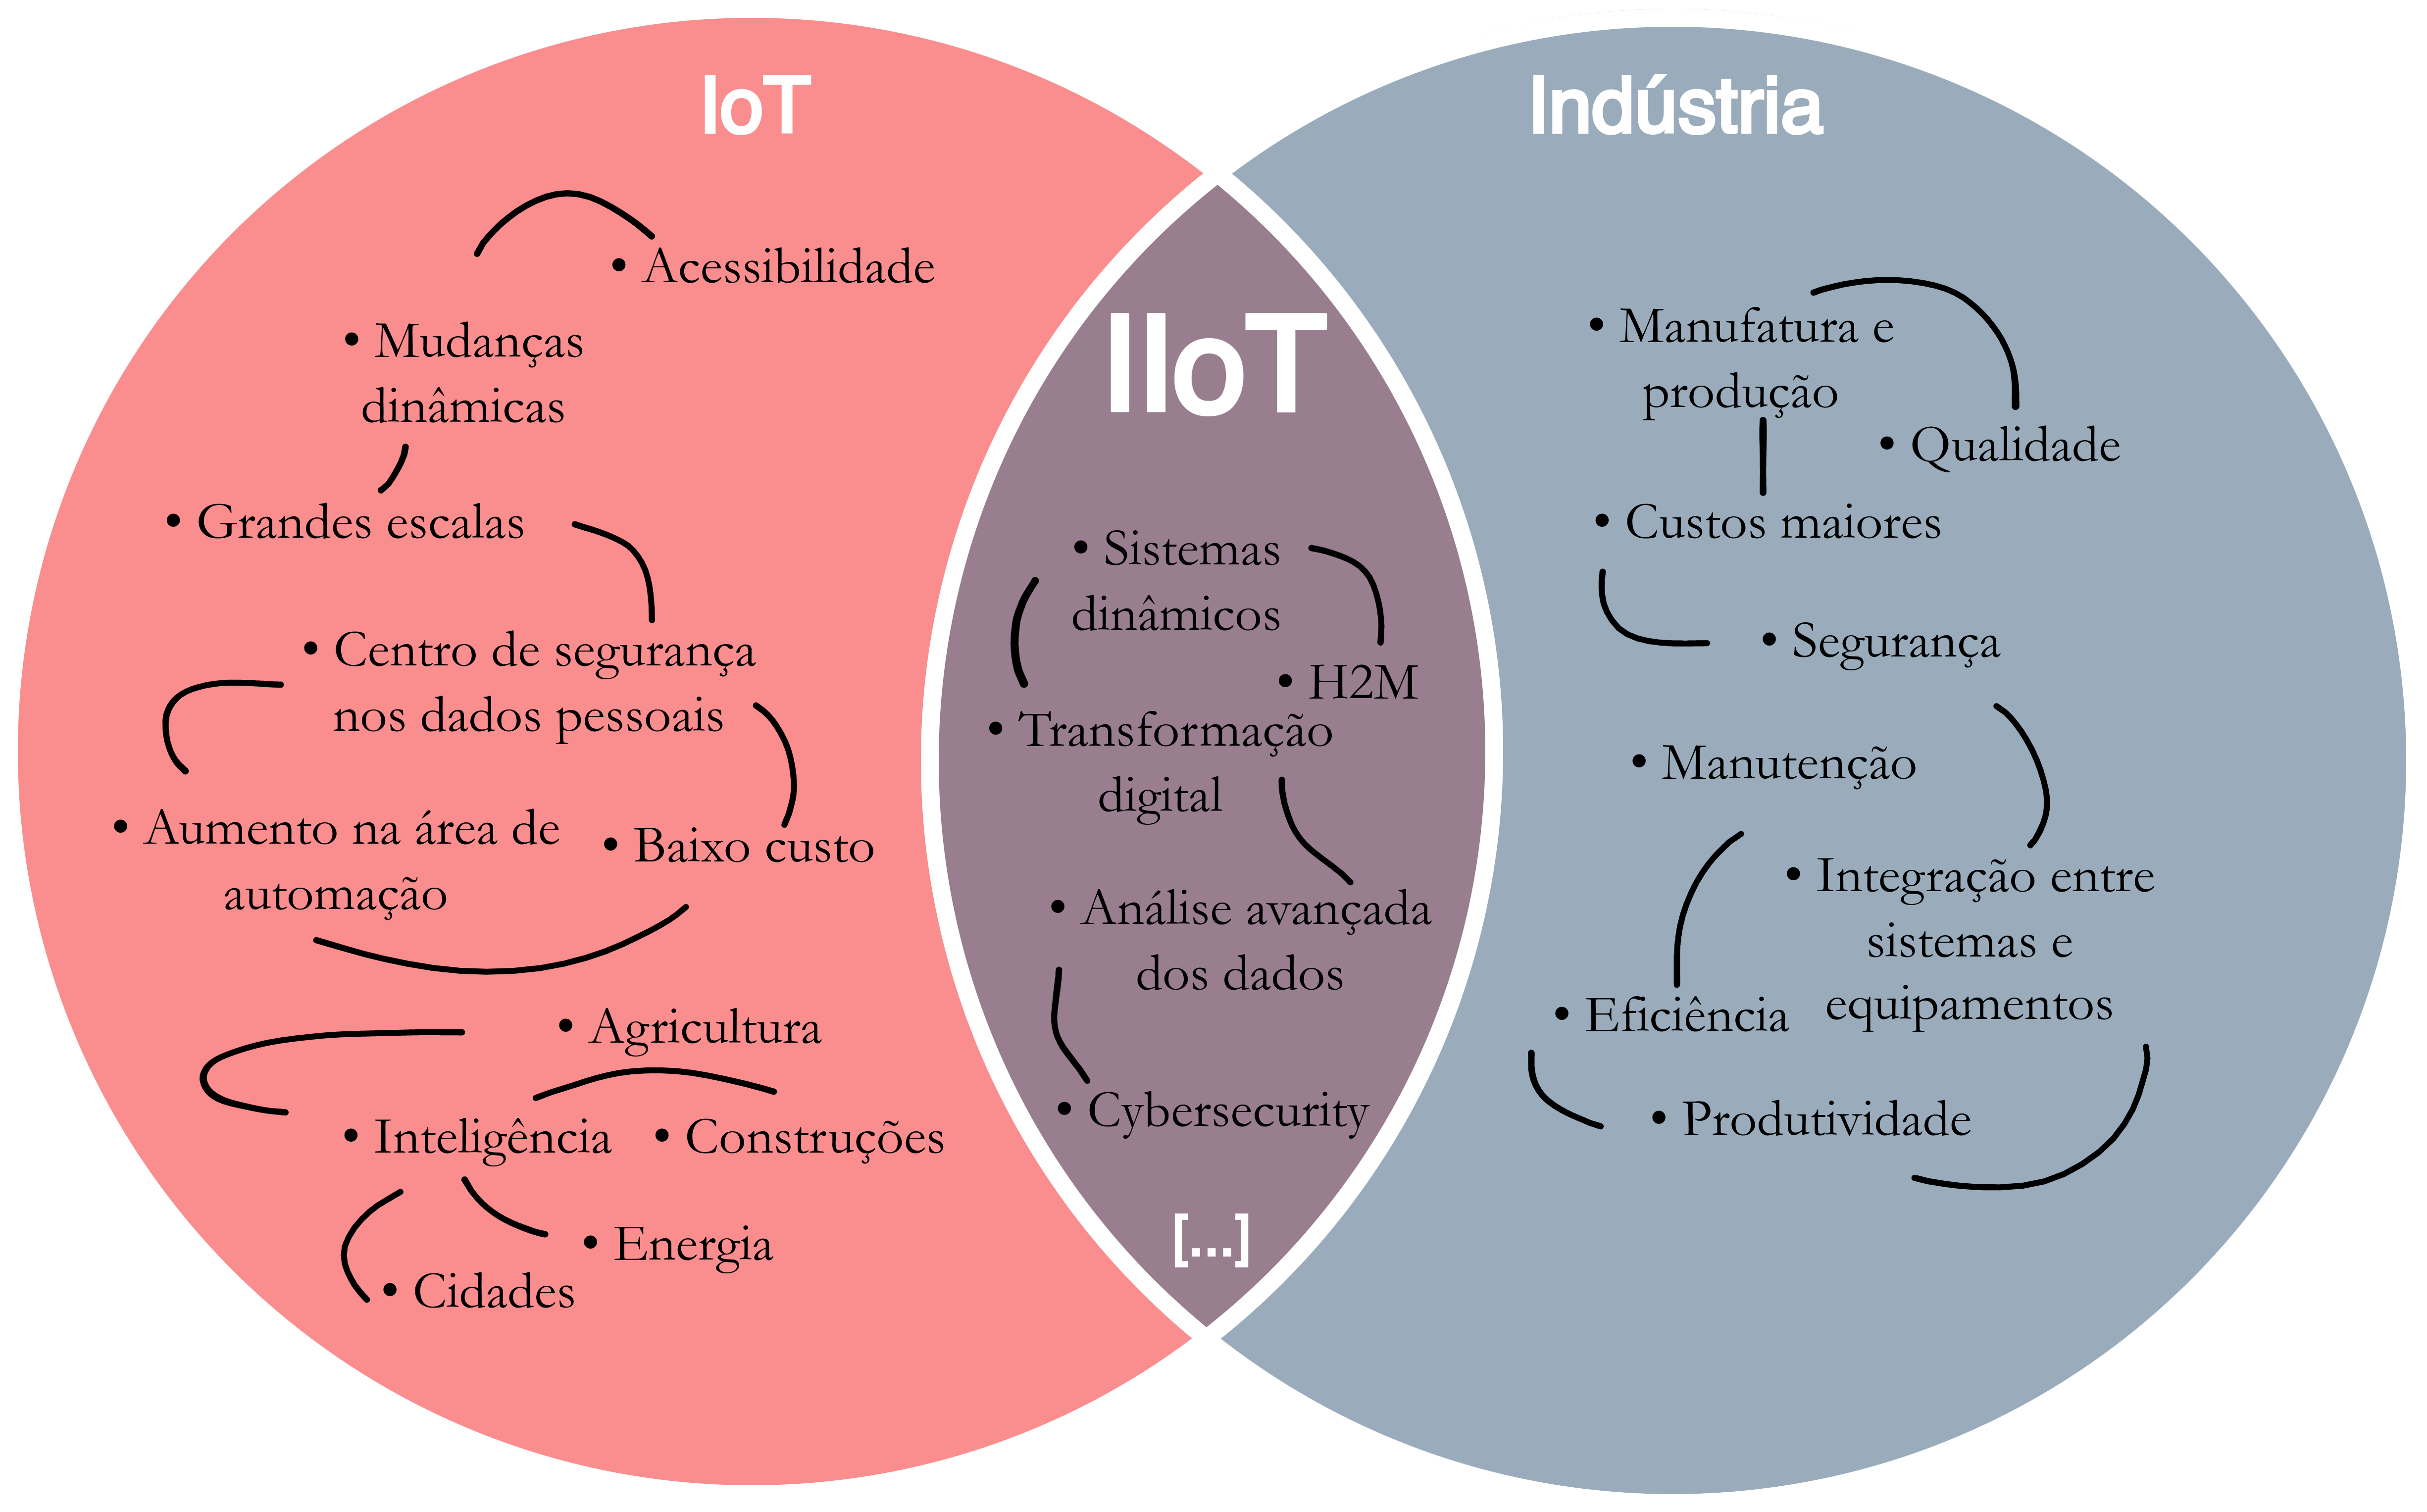 IoT
• Acessibilidade
• Mudanças
dinâmicas
• Grandes escalas
• Centro de segurança
nos dados pessoais
• Aumento na área de
automação
• Baixo custo
• Agricultura
• Inteligência
• Construções
• Energia
• Cidades
IIoT
• Sistemas
dinâmicos
• H2M
• Transformação
digital
• Análise avançada
dos dados
• Cybersecurity
[...]
Indústria
• Manufatura e
produção
• Qualidade
• Custos maiores
• Segurança
• Manutenção
• Integração entre
sistemas e
equipamentos
• Eficiência
• Produtividade